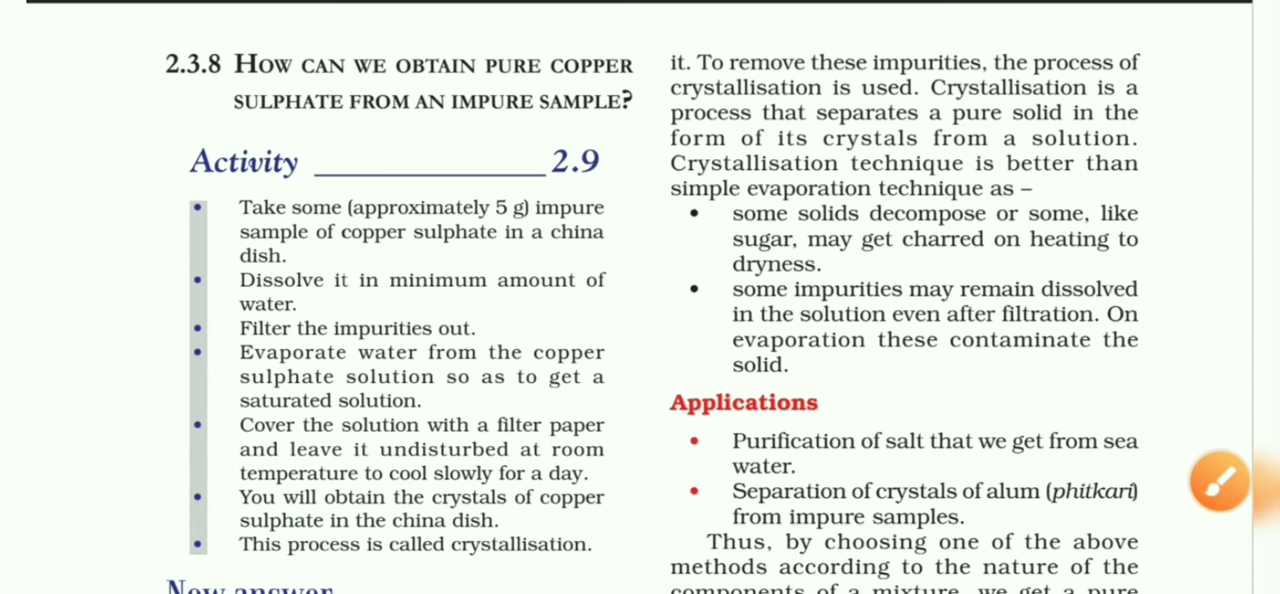 2.3.8 HOW CAN WE OBTAIN PURE COPPER
SULPHATE FROM AN IMPURE SAMPLE?
Activity 2.9
• Take some (approximately 5 g) impure
sample of copper sulphate in a china
dish.
• Dissolve it in minimum amount of
water.
• Filter the impurities out.
• Evaporate water from the copper
sulphate solution so as to get a
saturated solution.
• Cover the solution with a filter paper
and leave it undisturbed at room
temperature to cool slowly for a day.
• You will obtain the crystals of copper
sulphate in the china dish.
• This process is called crystallisation.
Now answer
it. To remove these impurities, the process of
crystallisation is used. Crystallisation is a
process that separates a pure solid in the
form of its crystals from a solution.
Crystallisation technique is better than
simple evaporation technique as –
• some solids decompose or some, like
sugar, may get charred on heating to
dryness.
• some impurities may remain dissolved
in the solution even after filtration. On
evaporation these contaminate the
solid.
Applications
• Purification of salt that we get from sea
water.
• Separation of crystals of alum (phitkari)
from impure samples.
Thus, by choosing one of the above
methods according to the nature of the
components of a mixture, we get a pure